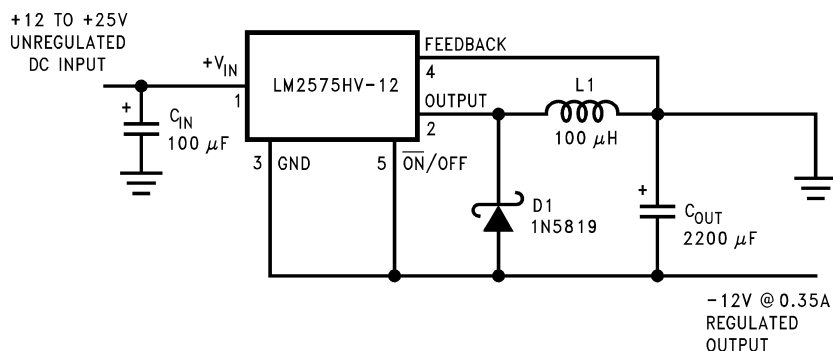 +12 TO +25V
UNREGULATED
DC INPUT
+VIN
1
LM2575HV-12
FEEDBACK
4
OUTPUT
2
L1
100 μH
+
CIN
100 μF
3
GND
5
O̅N̅/OFF
D1
1N5819
+
COUT
2200 μF
-12V @ 0.35A
REGULATED
OUTPUT